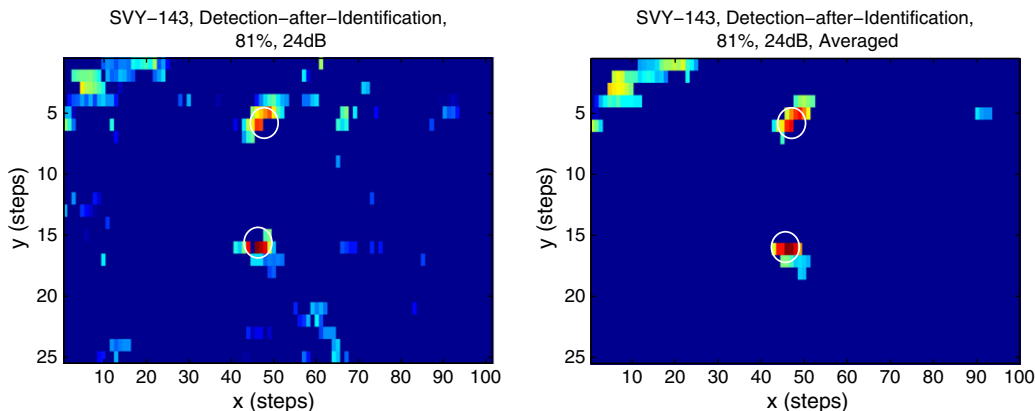 SVY−143, Detection−after−Identification,
81%, 24dB
5
10
15
20
25
y (steps)
10 20 30 40 50 60 70 80 90 100
x (steps)
SVY−143, Detection−after−Identification,
81%, 24dB, Averaged
5
10
15
20
25
y (steps)
10 20 30 40 50 60 70 80 90 100
x (steps)